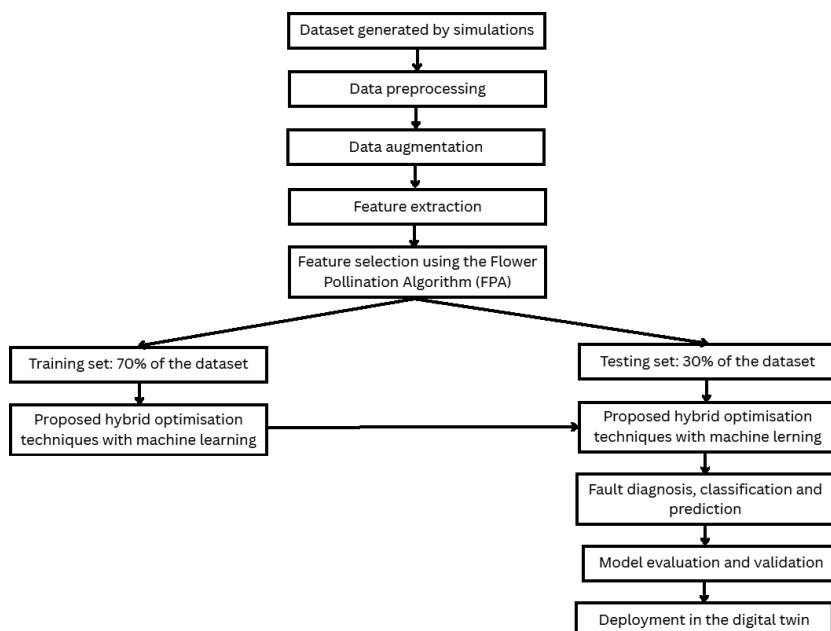 Dataset generated by simulations
Data preprocessing
Data augmentation
Feature extraction
Feature selection using the Flower
Pollination Algorithm (FPA)
Training set: 70% of the dataset
Testing set: 30% of the dataset
Proposed hybrid optimisation
techniques with machine learning
Proposed hybrid optimisation
techniques with machine lerning
Fault diagnosis, classification and
prediction
Model evaluation and validation
Deployment in the digital twin